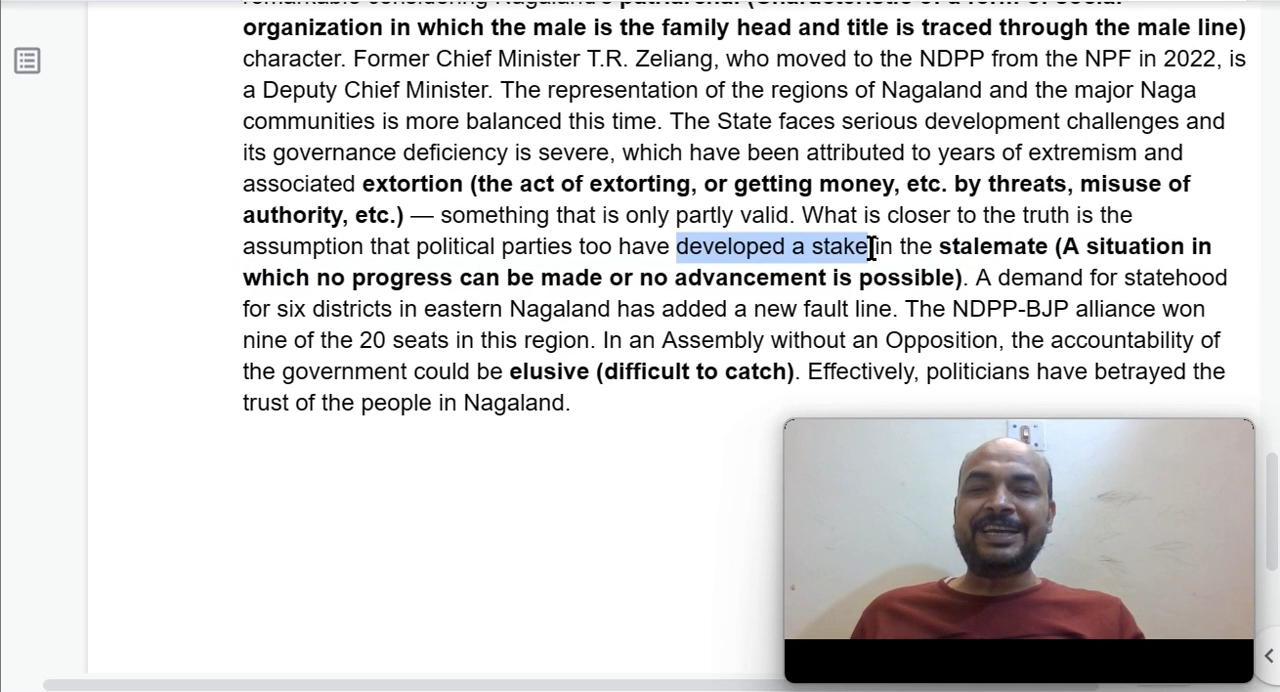 organization in which the male is the family head and title is traced through the male line)
character. Former Chief Minister T.R. Zeliang, who moved to the NDPP from the NPF in 2022, is
a Deputy Chief Minister. The representation of the regions of Nagaland and the major Naga
communities is more balanced this time. The State faces serious development challenges and
its governance deficiency is severe, which have been attributed to years of extremism and
associated extortion (the act of extorting, or getting money, etc. by threats, misuse of
authority, etc.) — something that is only partly valid. What is closer to the truth is the
assumption that political parties too have developed a stake in the stalemate (A situation in
which no progress can be made or no advancement is possible). A demand for statehood
for six districts in eastern Nagaland has added a new fault line. The NDPP-BJP alliance won
nine of the 20 seats in this region. In an Assembly without an Opposition, the accountability of
the government could be elusive (difficult to catch). Effectively, politicians have betrayed the
trust of the people in Nagaland.